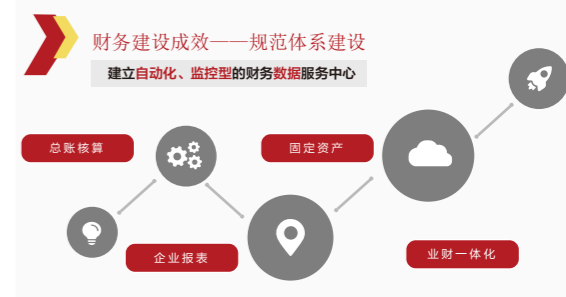 财务建设成效——规范体系建设
建立自动化、监控型的财务数据服务中心
总账核算
固定资产
企业报表
业财一体化